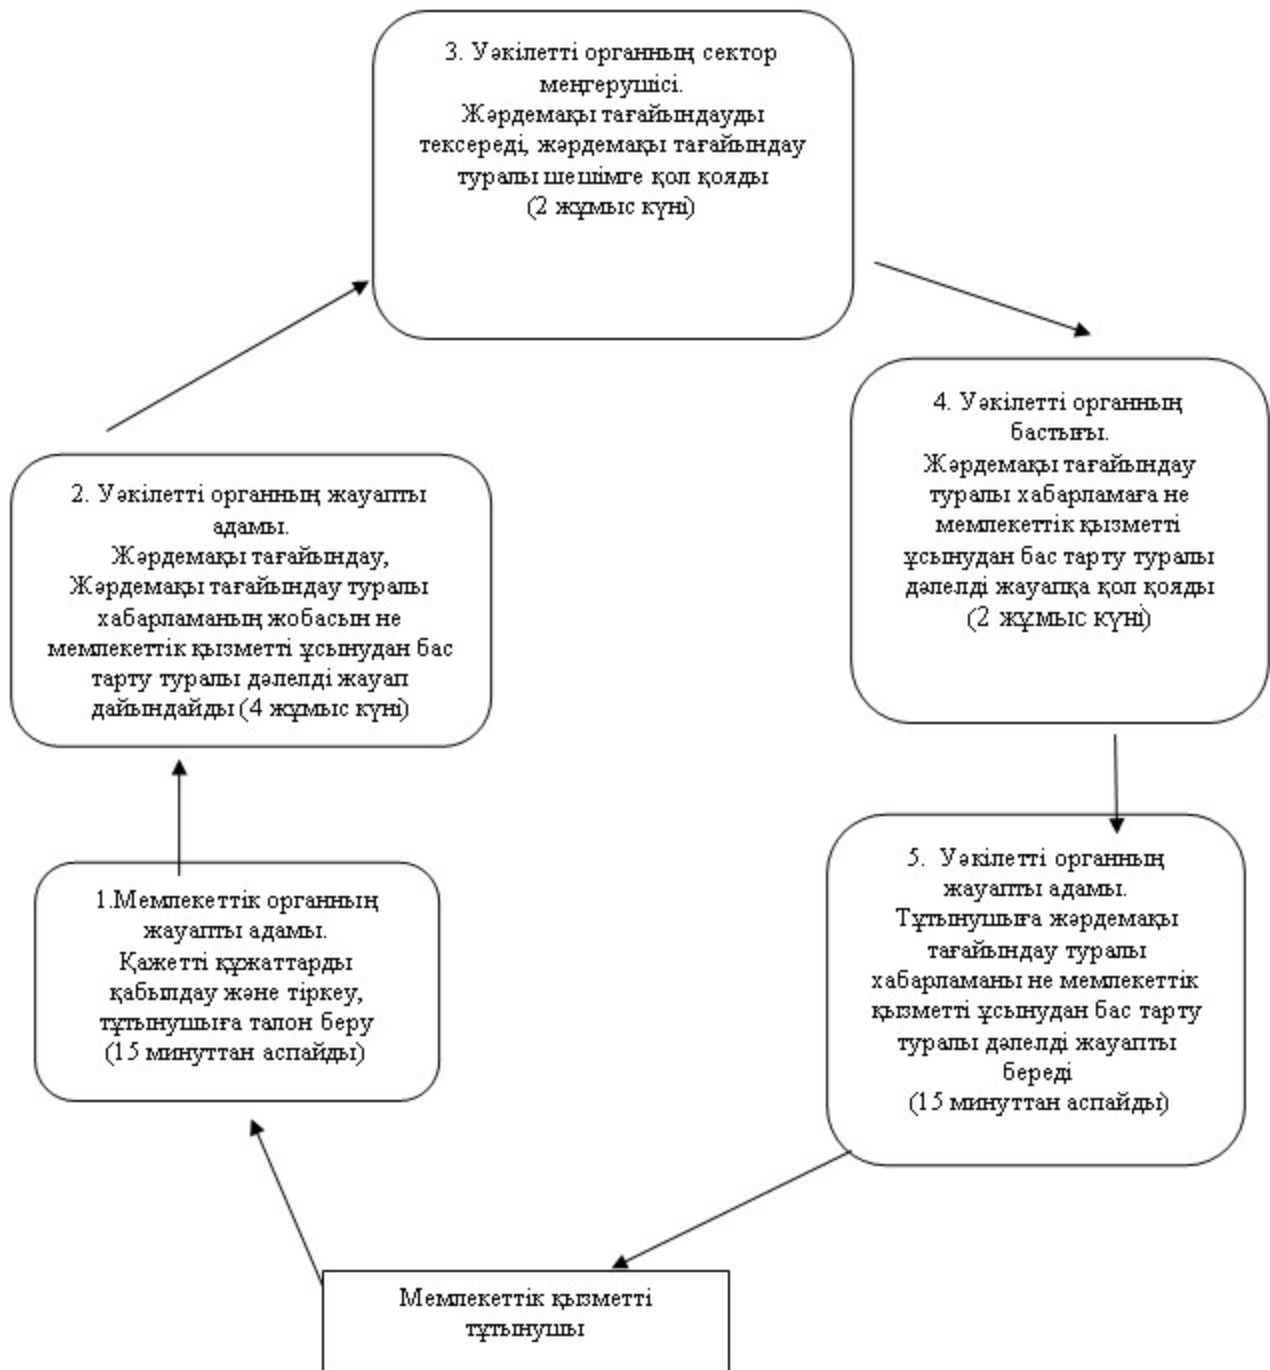 3. Уәкілетті органның сектор
меңгерушісі.
Жәрдемақы тағайындауды
тексереді, жәрдемақы тағайындау
туралы шешімге қол қояды
(2 жұмыс күні)
4. Уәкілетті органның
бастығы.
Жәрдемақы тағайындау
туралы хабарламаға не
мемлекеттік қызметті
ұсынудан бас тарту туралы
дәлелді жауапқа қол қояды
(2 жұмыс күні)
2. Уәкілетті органның жауапты
адамы.
Жәрдемақы тағайындау,
Жәрдемақы тағайындау туралы
хабарламаның жобасын не
мемлекеттік қызметті ұсынудан бас
тарту туралы дәлелді жауап
дайындайды (4 жұмыс күні)
1.Мемлекеттік органның
жауапты адамы.
Қажетті құжаттарды
қабылдау және тіркеу,
тұтынушыға талон беру
(15 минуттан аспайды)
5. Уәкілетті органның
жауапты адамы.
Тұтынушыға жәрдемақы
тағайындау туралы
хабарламаны не мемлекеттік
қызметті ұсынудан бас тарту
туралы дәлелді жауапты
береді
(15 минуттан аспайды)
Мемлекеттік қызметті
тұтынушы